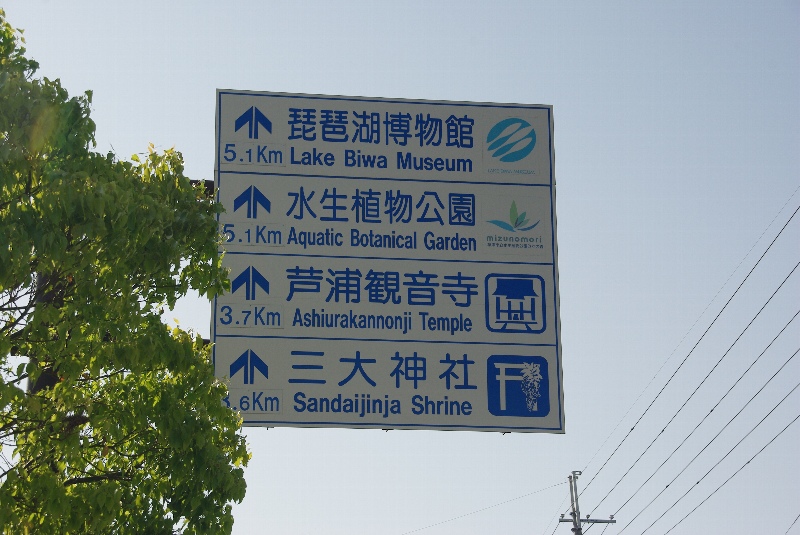 琵琶湖博物館
5.1Km Lake Biwa Museum
水生植物公園
mizunomori
5.1Km Aquatic Botanical Garden
芦浦観音寺
3.7Km Ashiurakannonji Temple
三大神社
.6Km Sandaijinja Shrine